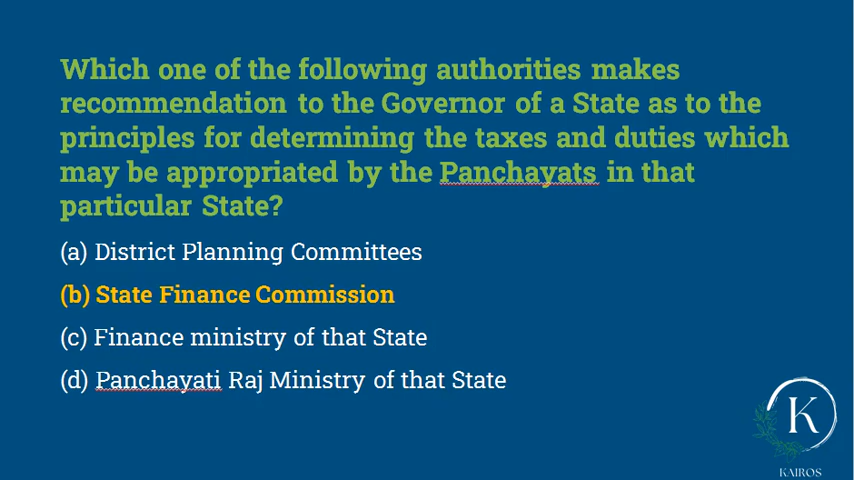 Which one of the following authorities makes
recommendation to the Governor of a State as to the
principles for determining the taxes and duties which
may be appropriated by the Panchayats in that
particular State?
(a) District Planning Committees
(b) State Finance Commission
(c) Finance ministry of that State
(d) Panchayati Raj Ministry of that State
K
KAIROS